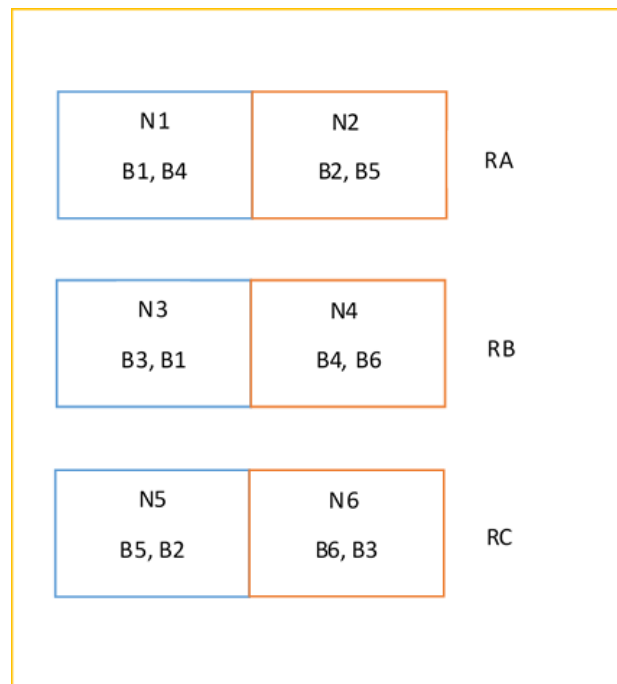 N1
B1, B4
N2
B2, B5
RA
N3
B3, B1
N4
B4, B6
RB
N5
B5, B2
N6
B6, B3
RC